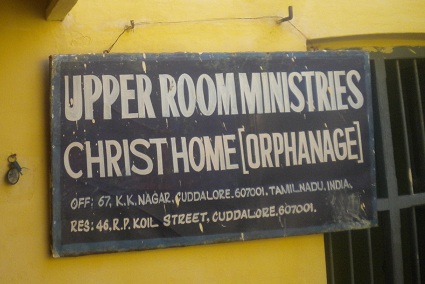 UPPER ROOM MINISTRIES
CHRIST HOME [ORPHANAGE]
OFF: 67, K.K. NAGAR, CUDDALORE. 607001. TAMIL NADU, INDIA.
RES: 46, R.P. KOIL STREET, CUDDALORE. 607001.